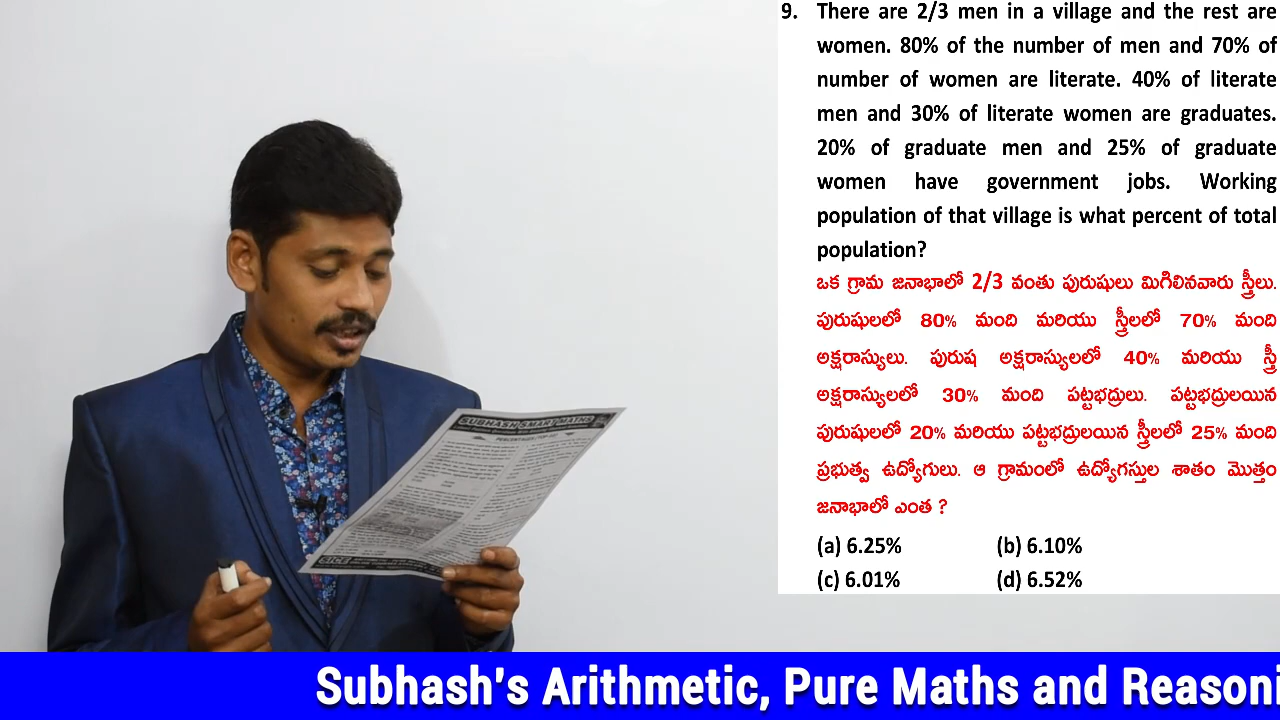 9. There are 2/3 men in a village and the rest are
women. 80% of the number of men and 70% of
number of women are literate. 40% of literate
men and 30% of literate women are graduates.
20% of graduate men and 25% of graduate
women have government jobs. Working
population of that village is what percent of total
population?
ఒక గ్రామ జనాభాలో 2/3 వంతు పురుషులు మిగిలినవారు స్త్రీలు.
పురుషులలో 80% మంది మరియు స్త్రీలలో 70% మంది
అక్షరాస్యులు. పురుష అక్షరాస్యులలో 40% మరియు స్త్రీ
అక్షరాస్యులలో 30% మంది పట్టభద్రులు. పట్టభద్రులయిన
పురుషులలో 20% మరియు పట్టభద్రులయిన స్త్రీలలో 25% మంది
ప్రభుత్వ ఉద్యోగులు. ఆ గ్రామంలో ఉద్యోగస్తుల శాతం మొత్తం
జనాభాలో ఎంత ?
(a) 6.25% (b) 6.10%
(c) 6.01% (d) 6.52%
SUBHASH SMART MATHS
Subhash's Arithmetic, Pure Maths and Reasoni